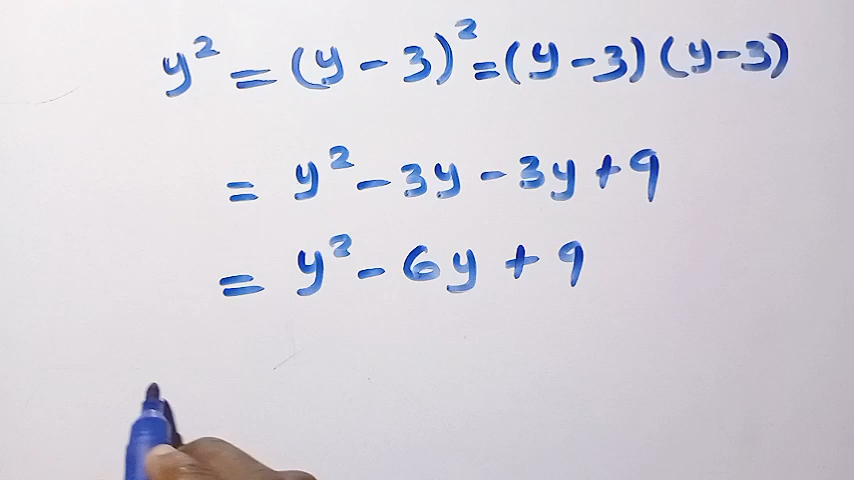 y² = (y - 3)² = (y - 3) (y - 3)
= y² - 3y - 3y + 9
= y² - 6y + 9